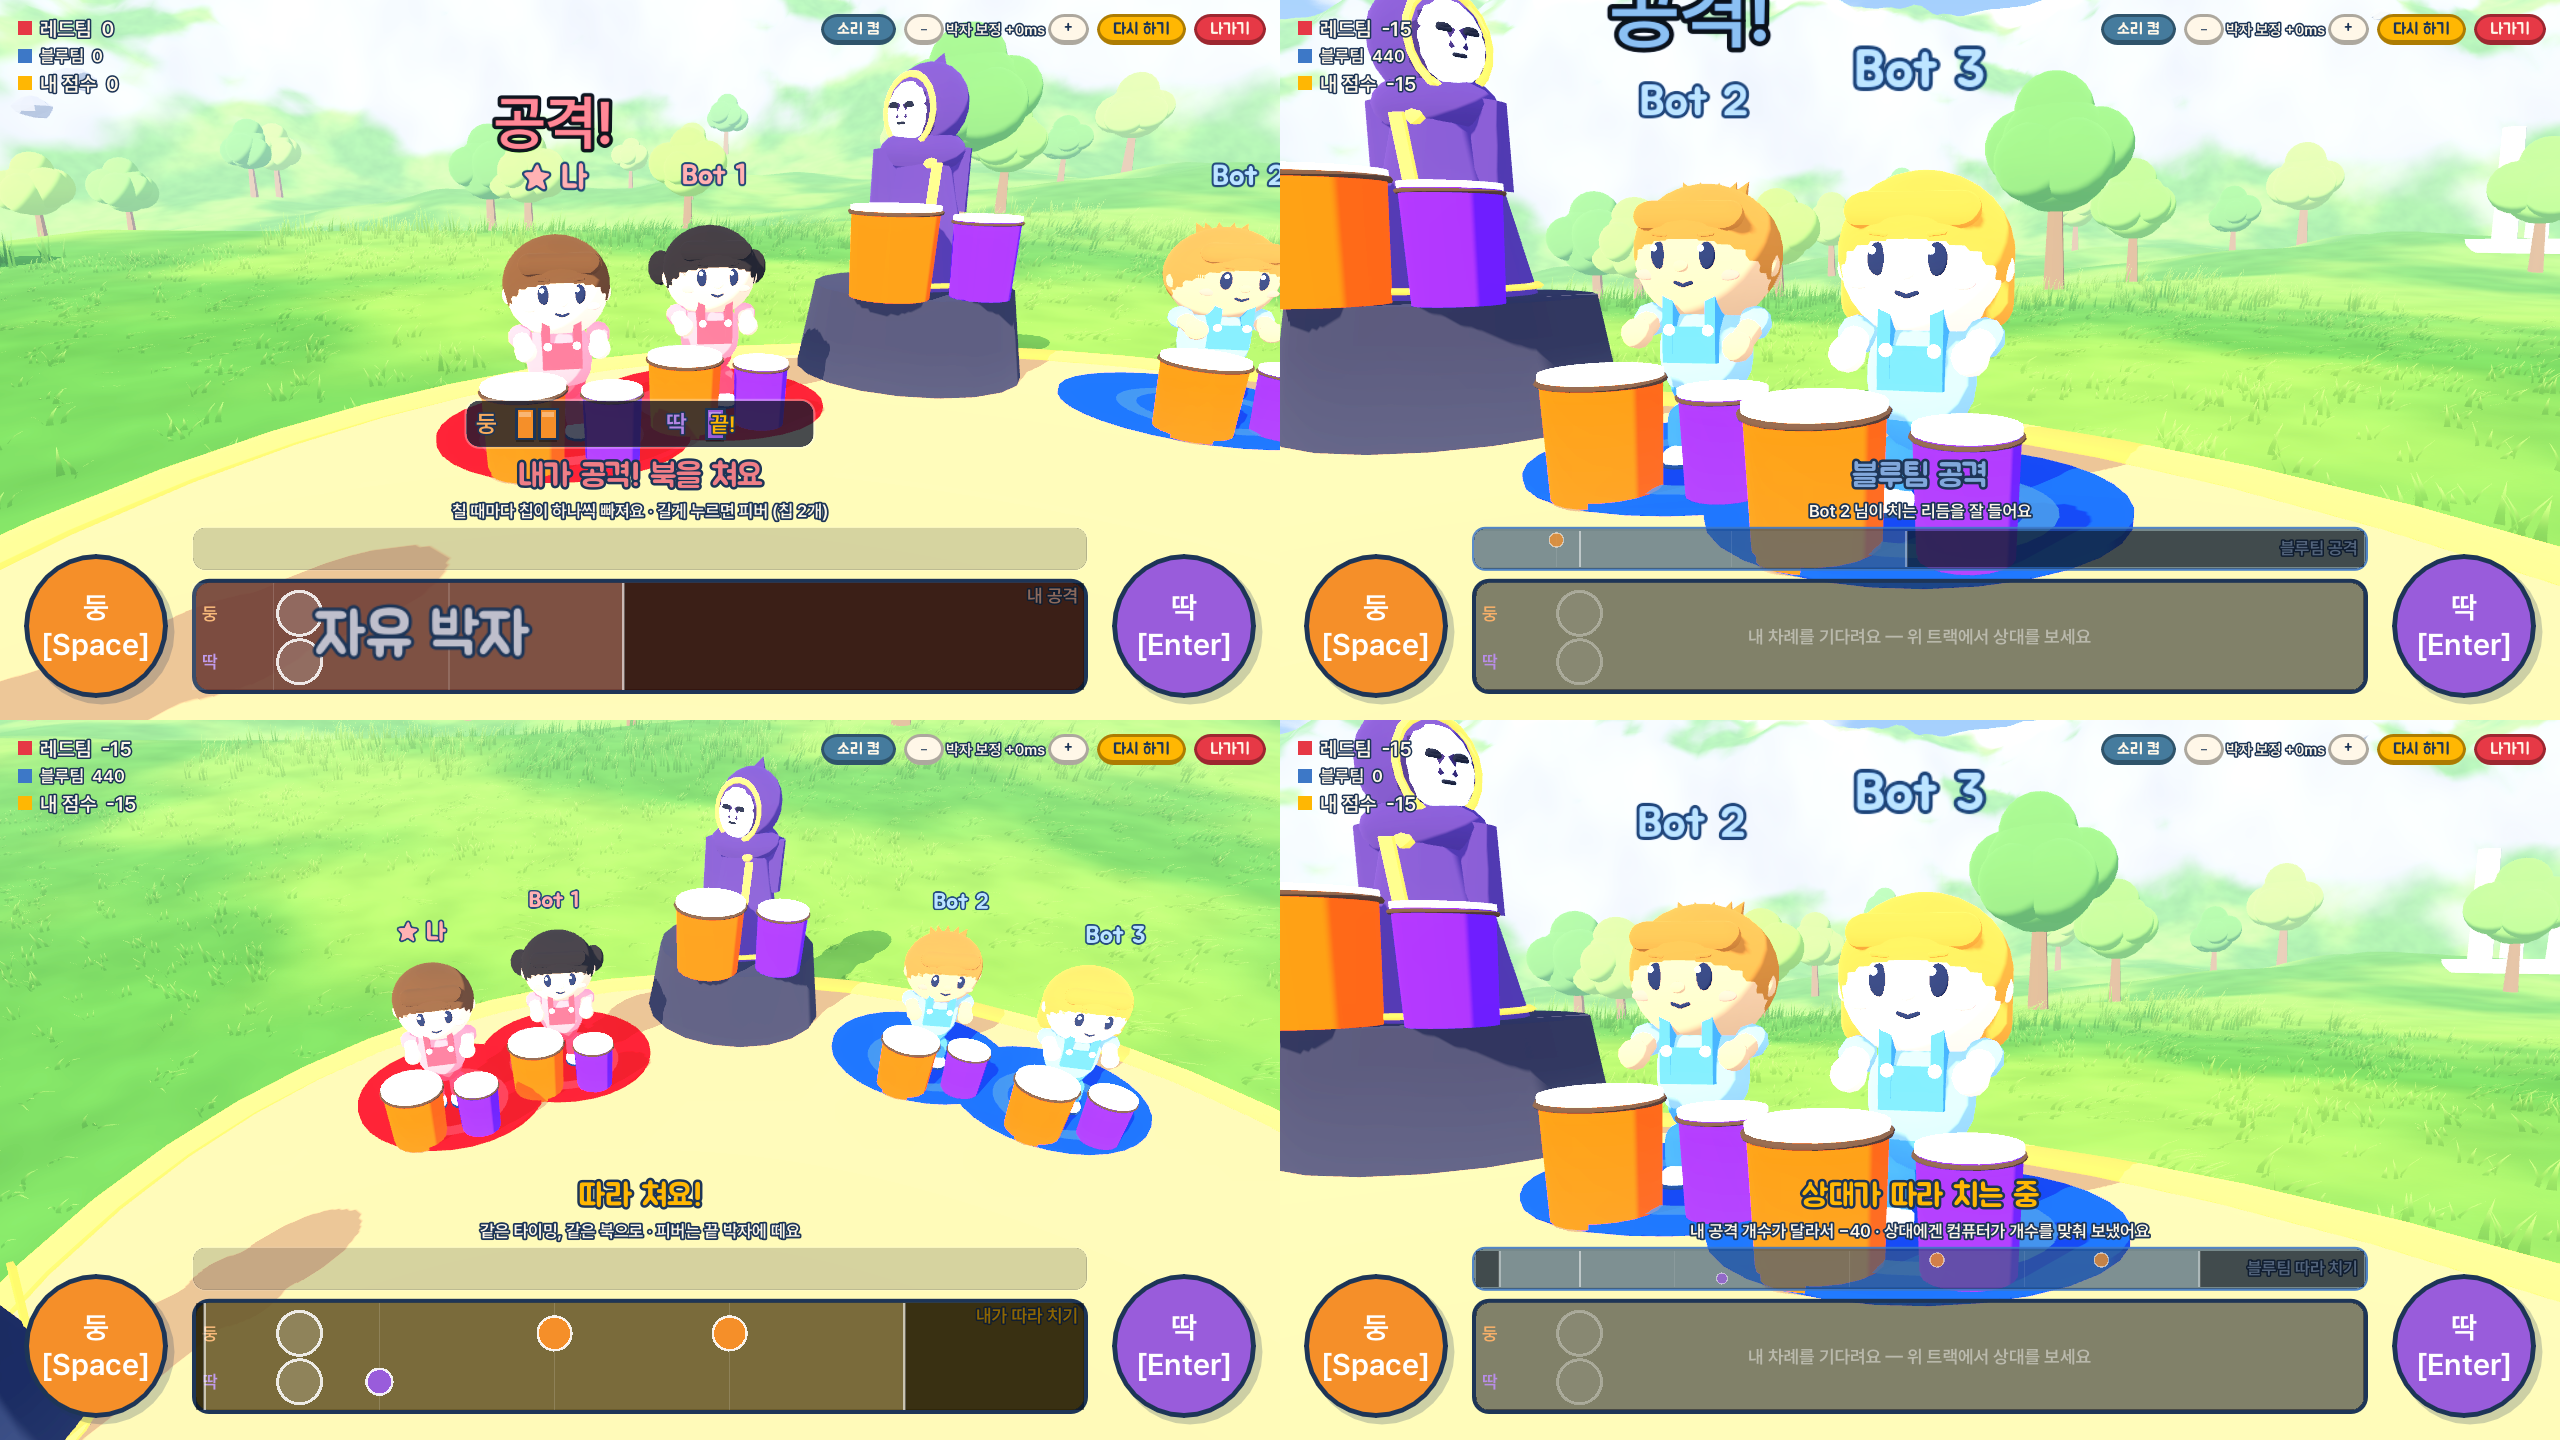 레드팀 0
블루팀 0
내 점수 0
소리 켬
–
박자 보정 +0ms
+
다시 하기
나가기
공격!
★ 나
Bot 1
Bot 2
둥
딱
끝!
내가 공격! 북을 쳐요
칠 때마다 칩이 하나씩 빠져요 · 길게 누르면 피버 (칩 2개)
내 공격
둥
딱
자유 박자
둥
[Space]
딱
[Enter]
레드팀 -15
블루팀 440
내 점수 -15
소리 켬
–
박자 보정 +0ms
+
다시 하기
나가기
공격!
Bot 2
Bot 3
블루팀 공격
Bot 2 님이 치는 리듬을 잘 들어요
블루팀 공격
둥
딱
내 차례를 기다려요 — 위 트랙에서 상대를 보세요
둥
[Space]
딱
[Enter]
레드팀 -15
블루팀 440
내 점수 -15
소리 켬
–
박자 보정 +0ms
+
다시 하기
나가기
★ 나
Bot 1
Bot 2
Bot 3
따라 쳐요!
같은 타이밍, 같은 북으로 · 피버는 끝 박자에 떼요
내가 따라 치기
둥
딱
둥
[Space]
딱
[Enter]
레드팀 -15
블루팀 0
내 점수 -15
소리 켬
–
박자 보정 +0ms
+
다시 하기
나가기
Bot 2
Bot 3
상대가 따라 치는 중
내 공격 개수가 달라서 −40 · 상대에겐 컴퓨터가 개수를 맞춰 보냈어요
블루팀 따라 치기
둥
딱
내 차례를 기다려요 — 위 트랙에서 상대를 보세요
둥
[Space]
딱
[Enter]